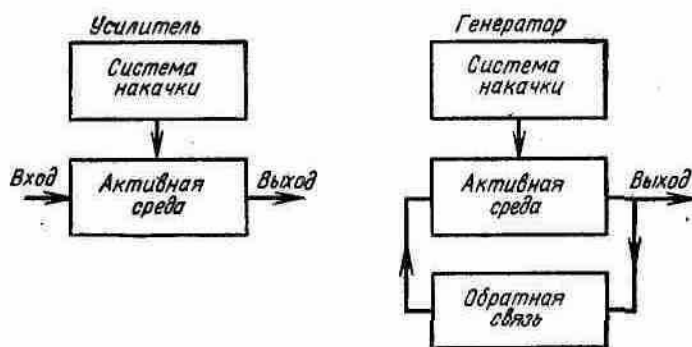 Усилитель
Система
накачки
Вход
Активная
среда
Выход
Генератор
Система
накачки
Активная
среда
Выход
Обратная
связь